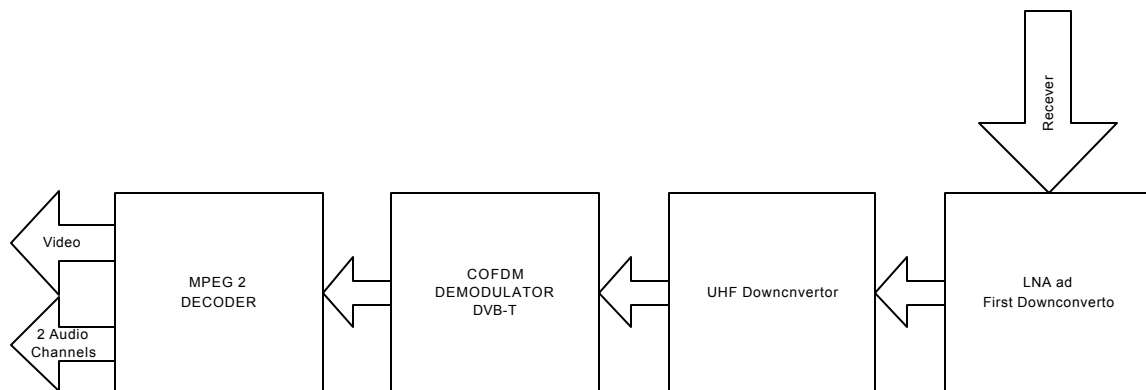 Recever
Video
2 Audio
Channels
MPEG 2
DECODER
COFDM
DEMODULATOR
DVB-T
UHF Downcnvertor
LNA ad
First Downconverto